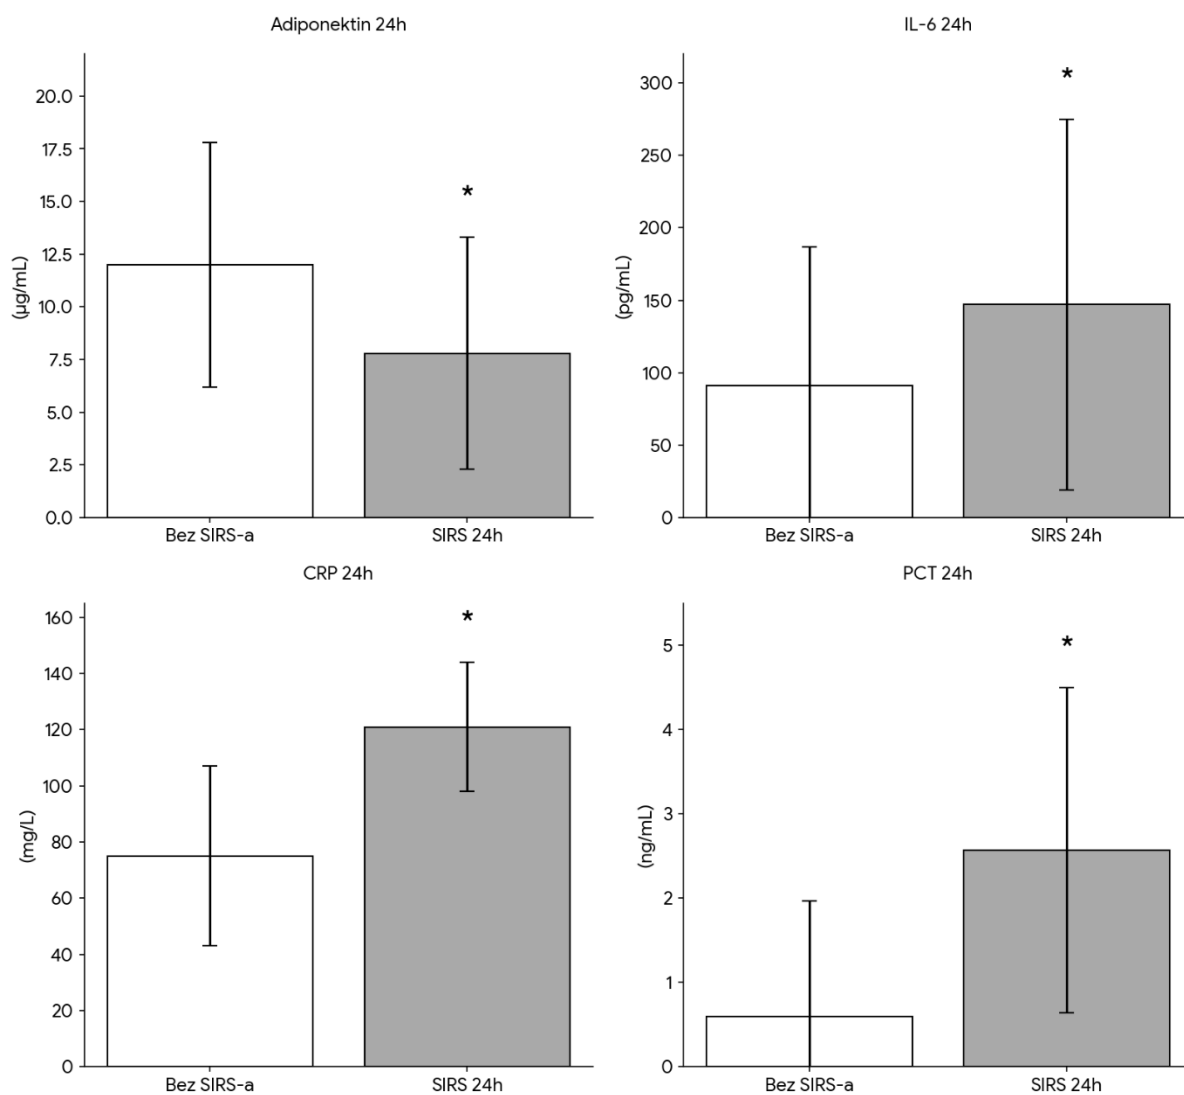 Adiponektin 24h
20.0
17.5
15.0
12.5
10.0
7.5
5.0
2.5
0.0
(µg/mL)
*
Bez SIRS-a
SIRS 24h
IL-6 24h
300
250
200
150
100
50
0
(pg/mL)
*
Bez SIRS-a
SIRS 24h
CRP 24h
160
140
120
100
80
60
40
20
0
(mg/L)
*
Bez SIRS-a
SIRS 24h
PCT 24h
5
4
3
2
1
0
(ng/mL)
*
Bez SIRS-a
SIRS 24h